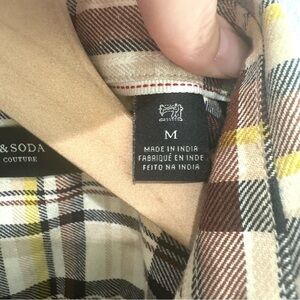 & SODA
COUTURE
M
MADE IN INDIA
FABRIQUÉ EN INDE
FEITO NA INDIA